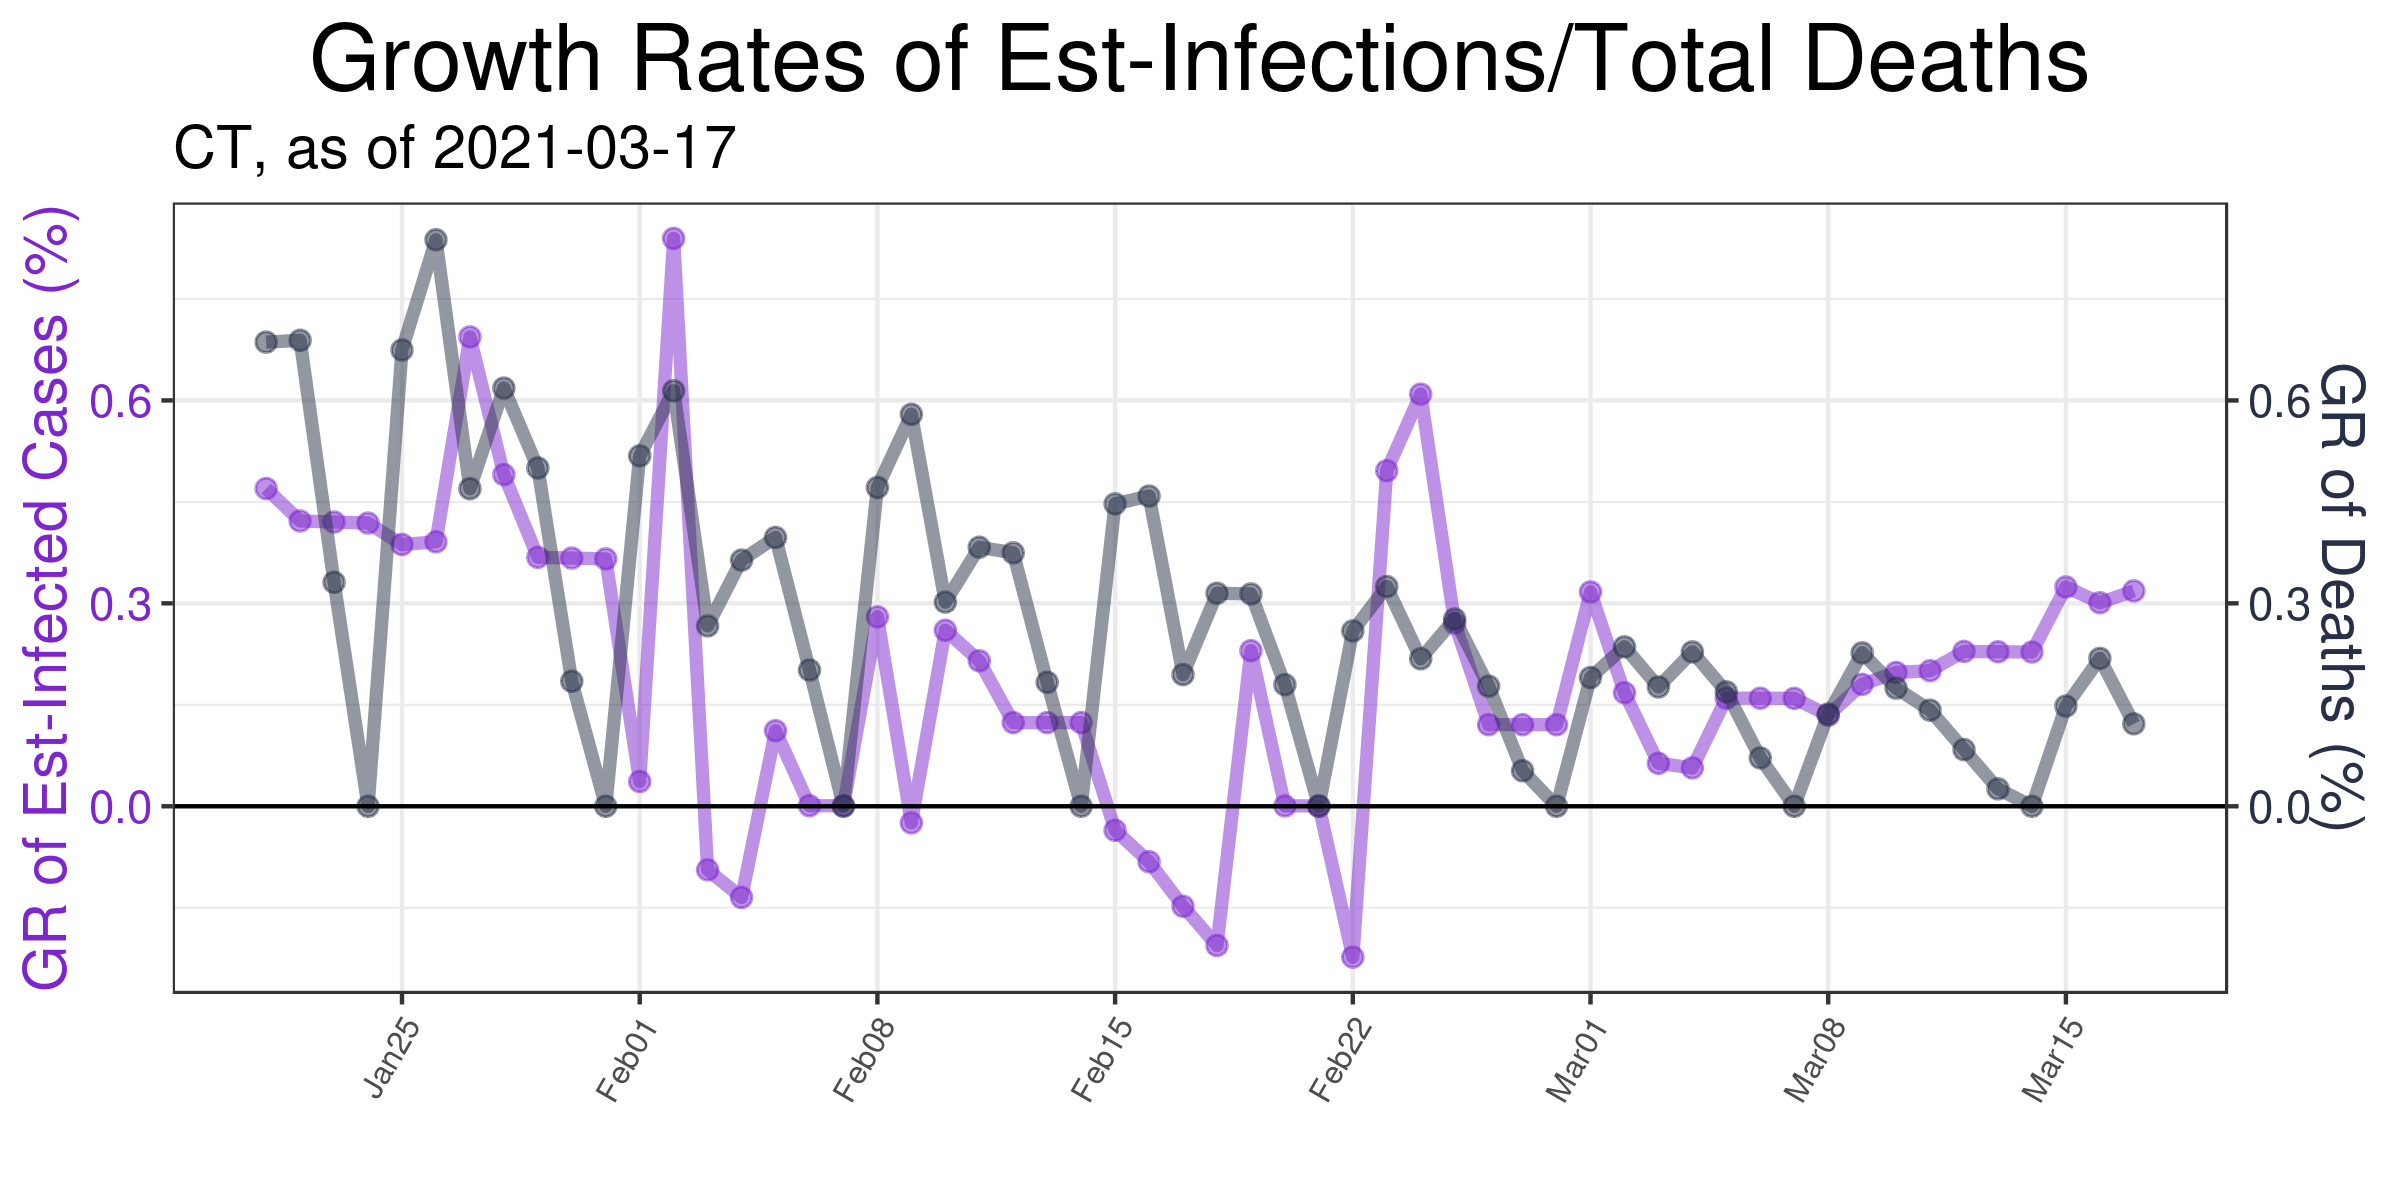 Growth Rates of Est-Infections/Total Deaths
CT, as of 2021-03-17
GR of Est-Infected Cases (%)
0.6
0.3
0.0
0.6
0.3
0.0
GR of Deaths (%)
Jan25
Feb01
Feb08
Feb15
Feb22
Mar01
Mar08
Mar15